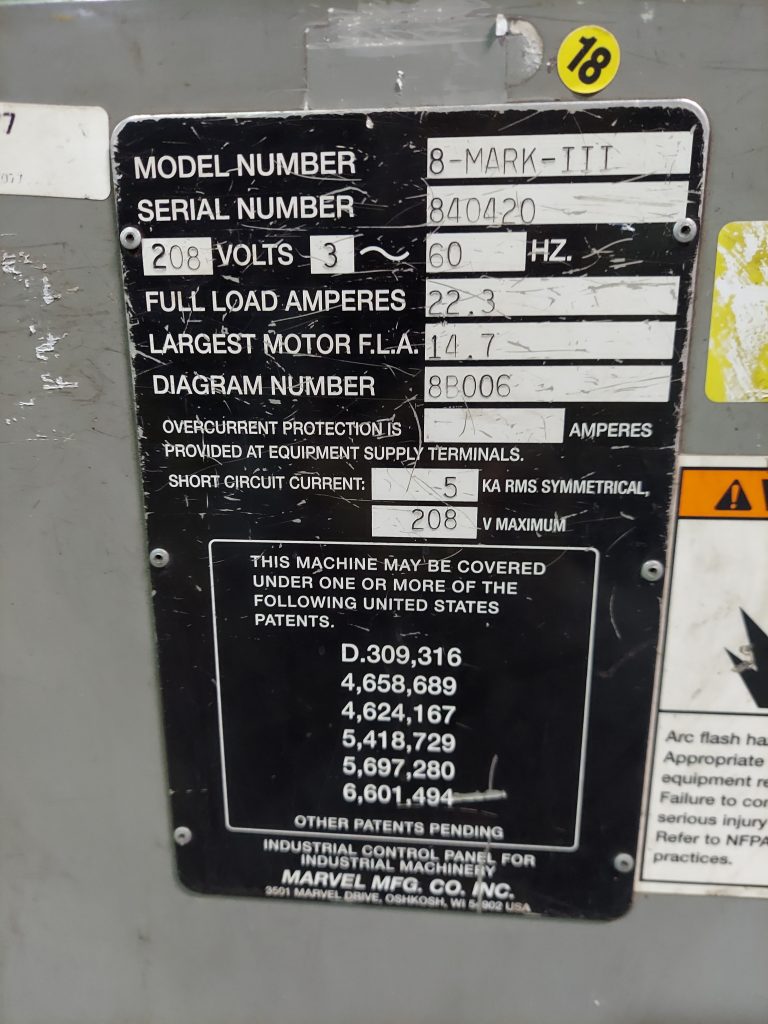 18
7
MODEL NUMBER 8-MARK-III
SERIAL NUMBER 840420
208 VOLTS 3 ~ 60 HZ.
FULL LOAD AMPERES 22.3
LARGEST MOTOR F.L.A. 14.7
DIAGRAM NUMBER 8B006
OVERCURRENT PROTECTION IS - AMPERES
PROVIDED AT EQUIPMENT SUPPLY TERMINALS.
SHORT CIRCUIT CURRENT: 5 KA RMS SYMMETRICAL,
208 V MAXIMUM
THIS MACHINE MAY BE COVERED
UNDER ONE OR MORE OF THE
FOLLOWING UNITED STATES
PATENTS.
D.309,316
4,658,689
4,624,167
5,418,729
5,697,280
6,601,494
OTHER PATENTS PENDING
INDUSTRIAL CONTROL PANEL FOR
INDUSTRIAL MACHINERY
MARVEL MFG. CO. INC.
3501 MARVEL DRIVE, OSHKOSH, WI 54902 USA
Arc flash ha
Appropriate
equipment re
Failure to co
serious injury
Refer to NFPA
practices.